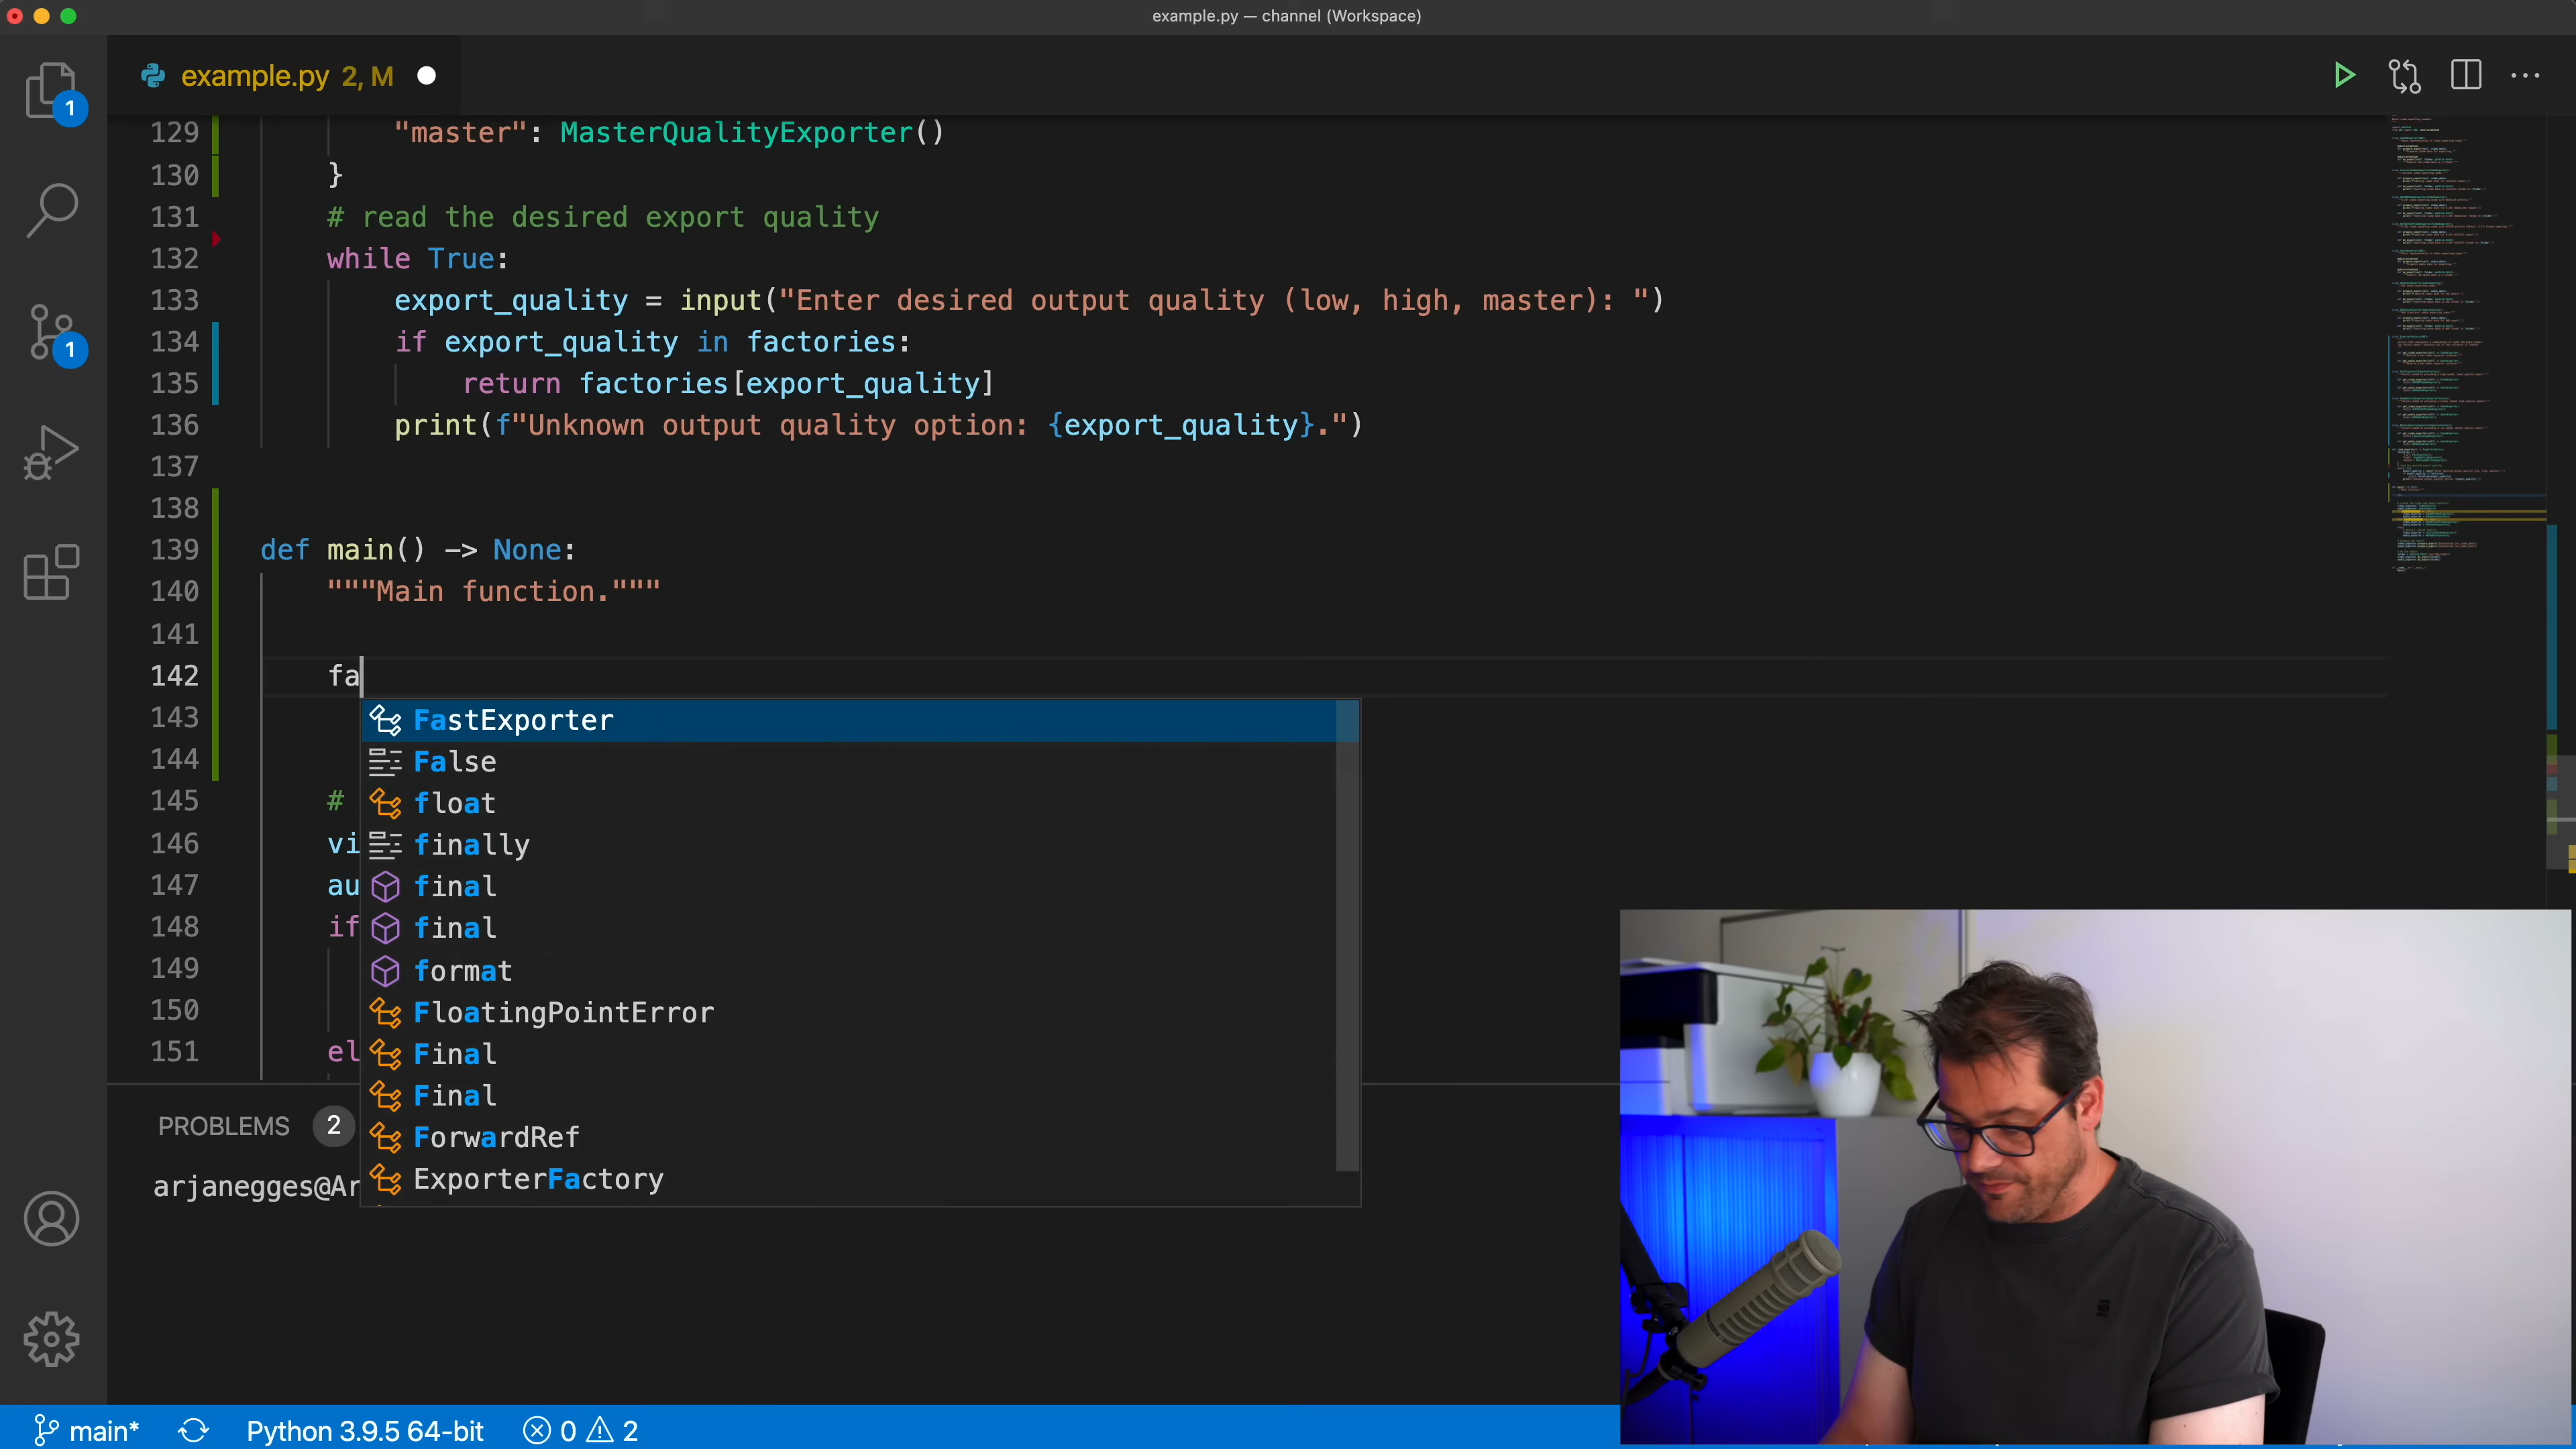 example.py — channel (Workspace)
example.py 2, M
1
1
129 "master": MasterQualityExporter()
130 }
131 # read the desired export quality
132 while True:
133 export_quality = input("Enter desired output quality (low, high, master): ")
134 if export_quality in factories:
135 return factories[export_quality]
136 print(f"Unknown output quality option: {export_quality}.")
137
138
139 def main() -> None:
140 """Main function."""
141
142 fa
143
144
145 #
146 vi
147 au
148 if
149
150
151 el
FastExporter
False
float
finally
final
final
format
FloatingPointError
Final
Final
ForwardRef
ExporterFactory
PROBLEMS 2
arjanegges@Ar
main* Python 3.9.5 64-bit 0 2